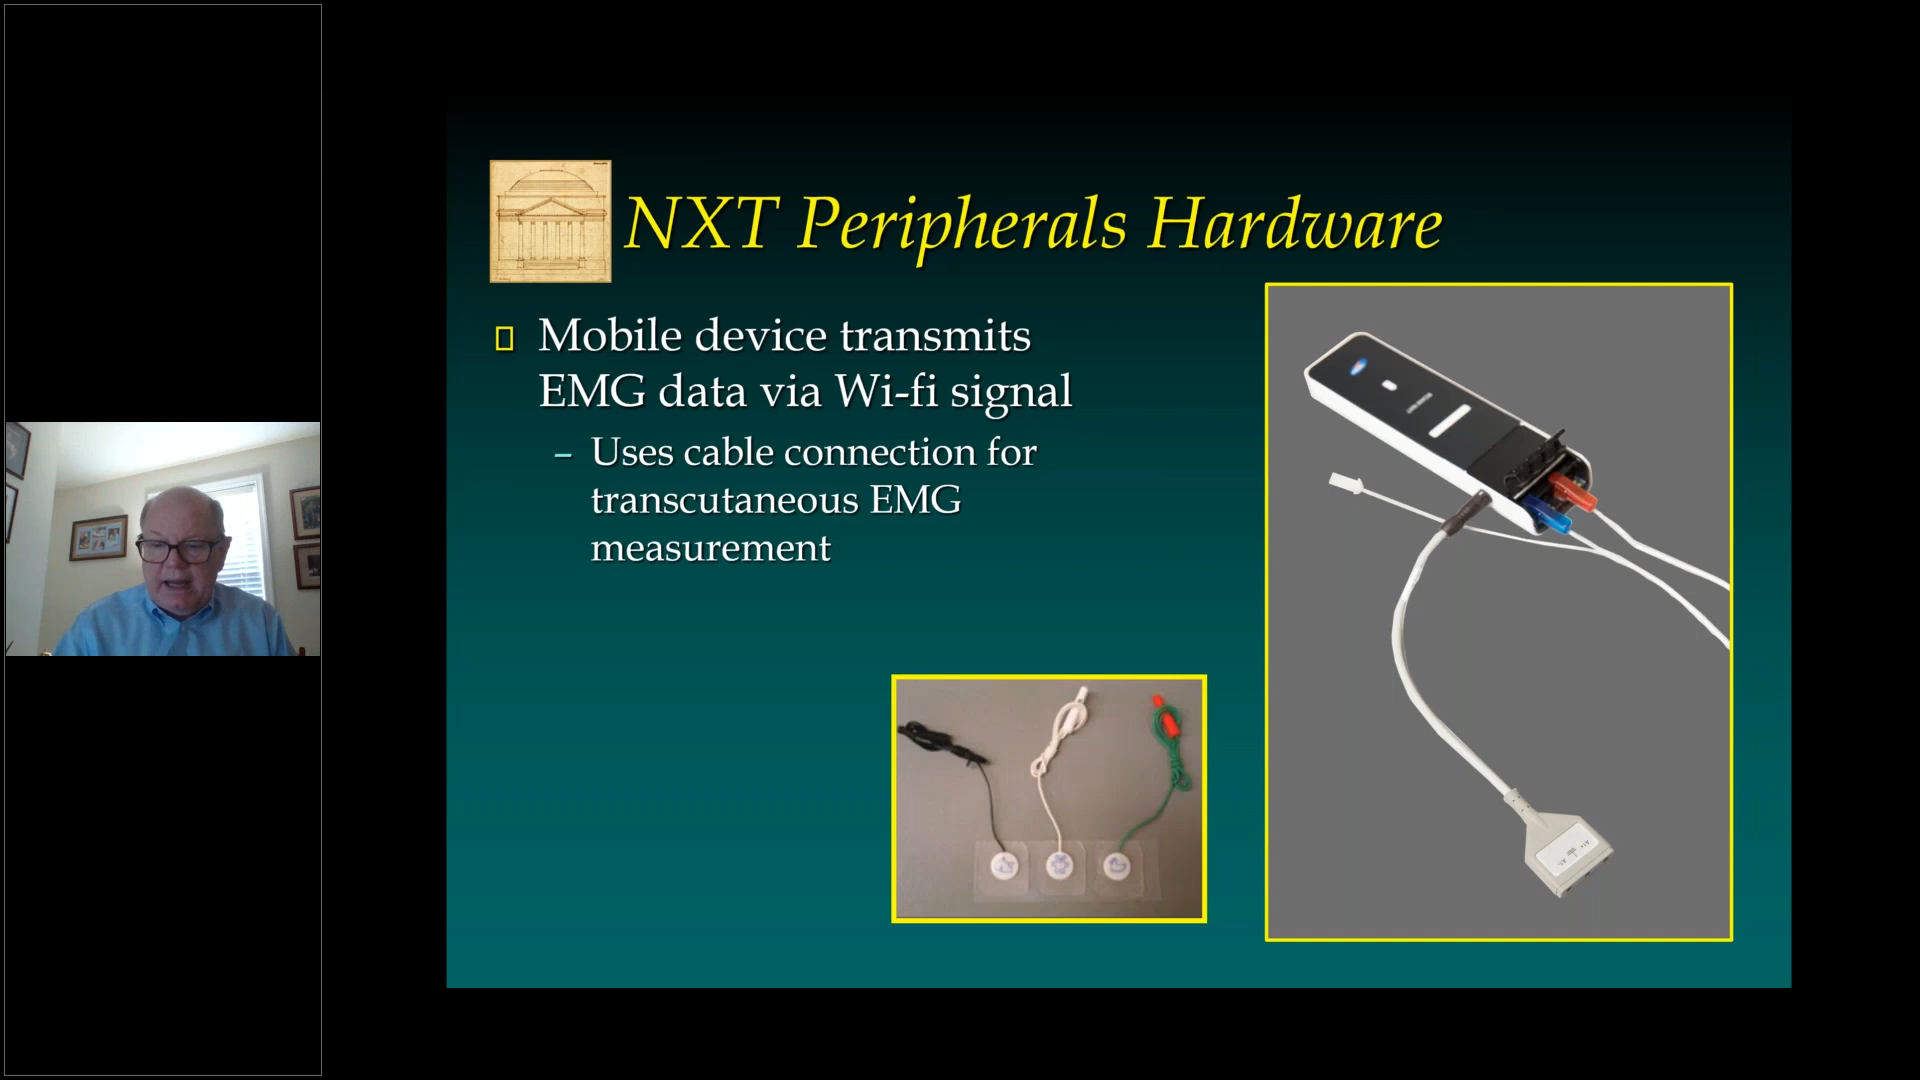 NXT Peripherals Hardware
Mobile device transmits
EMG data via Wi-fi signal
– Uses cable connection for
transcutaneous EMG
measurement